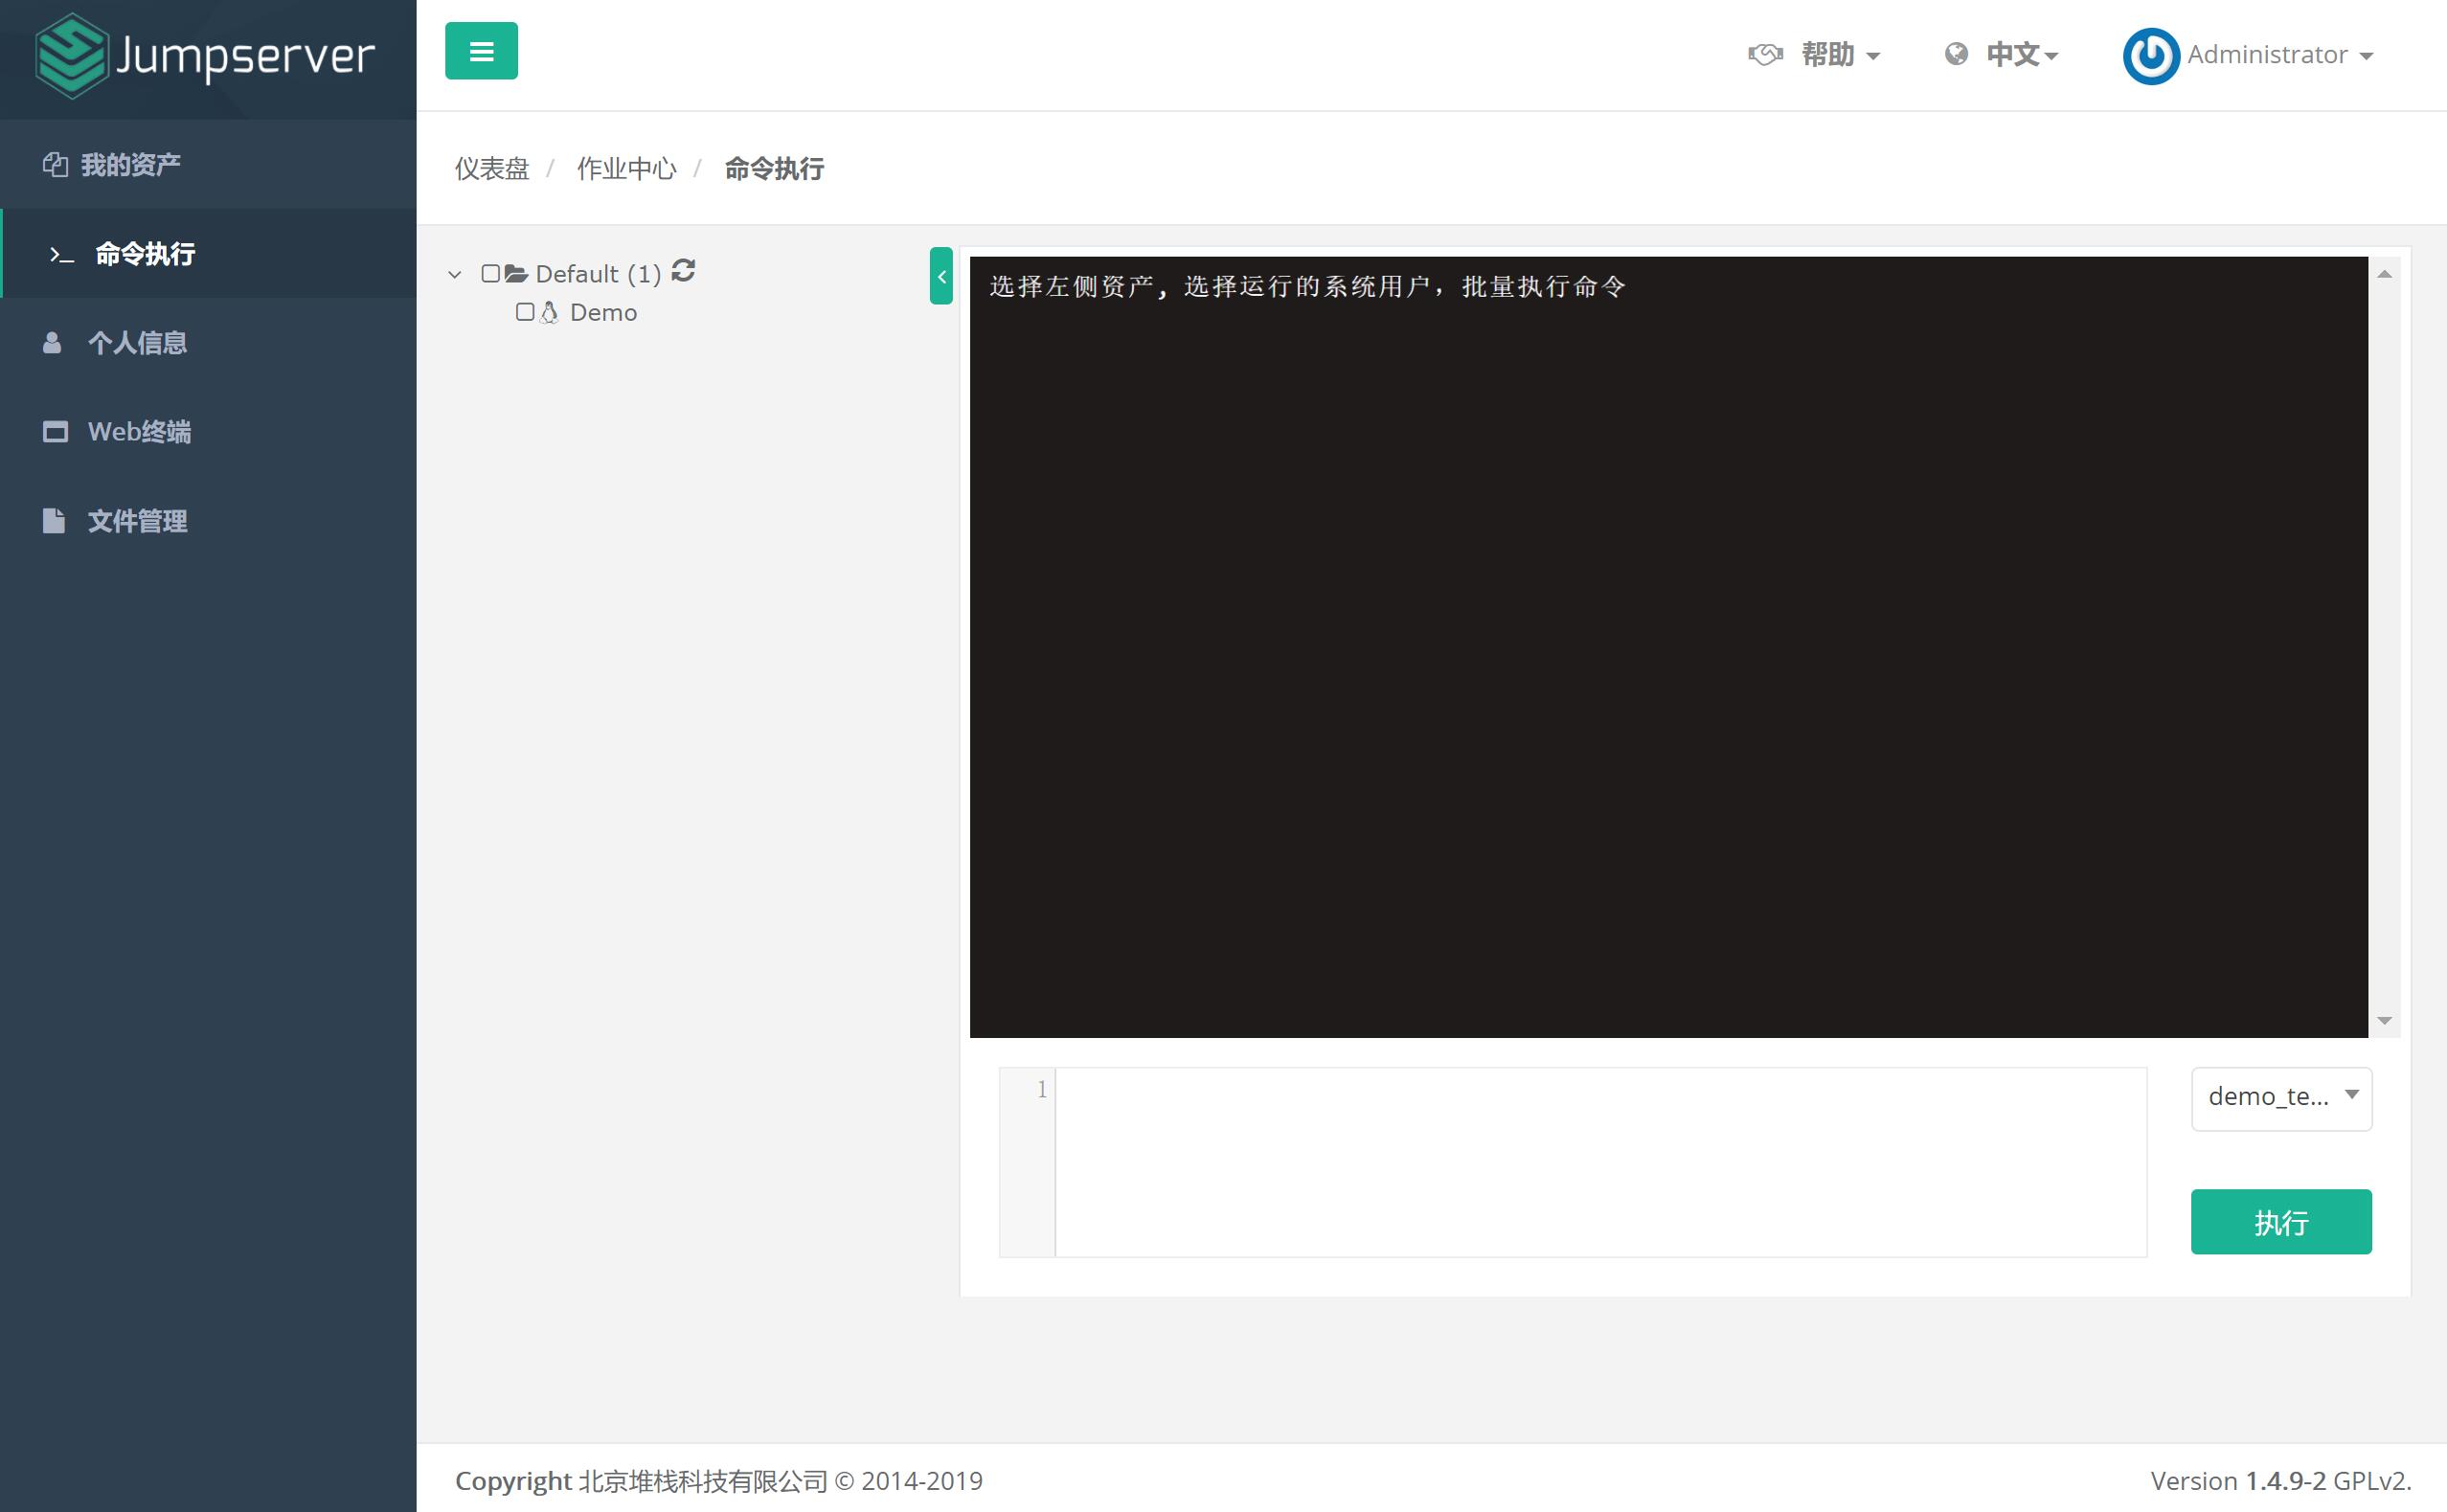 Jumpserver
帮助
中文
Administrator
我的资产
命令执行
个人信息
Web终端
文件管理
仪表盘 / 作业中心 / 命令执行
Default (1)
Demo
选择左侧资产, 选择运行的系统用户，批量执行命令
1
demo_te...
执行
Copyright 北京堆栈科技有限公司 © 2014-2019
Version 1.4.9-2 GPLv2.